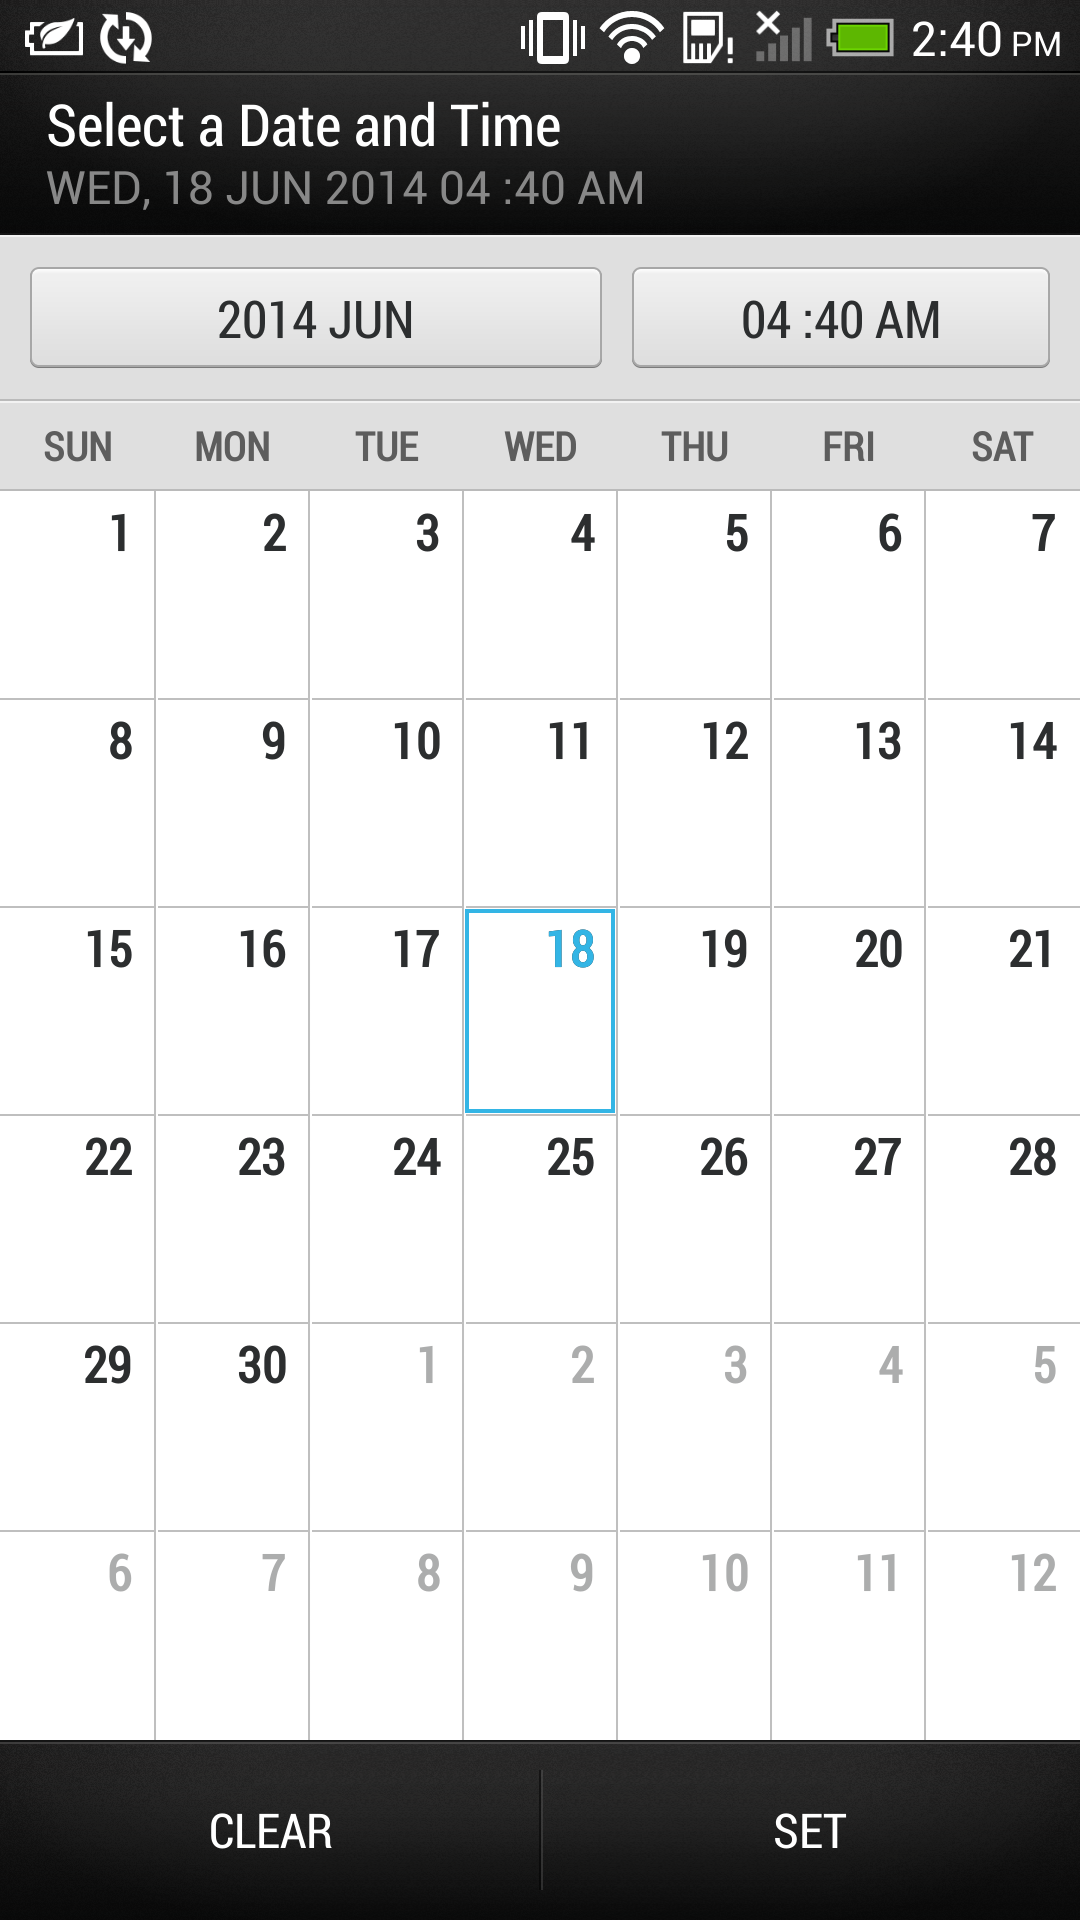 2:40 PM
Select a Date and Time
WED, 18 JUN 2014 04 :40 AM
2014 JUN 04 :40 AM
SUN MON TUE WED THU FRI SAT
1 2 3 4 5 6 7
8 9 10 11 12 13 14
15 16 17 18 19 20 21
22 23 24 25 26 27 28
29 30 1 2 3 4 5
6 7 8 9 10 11 12
CLEAR SET